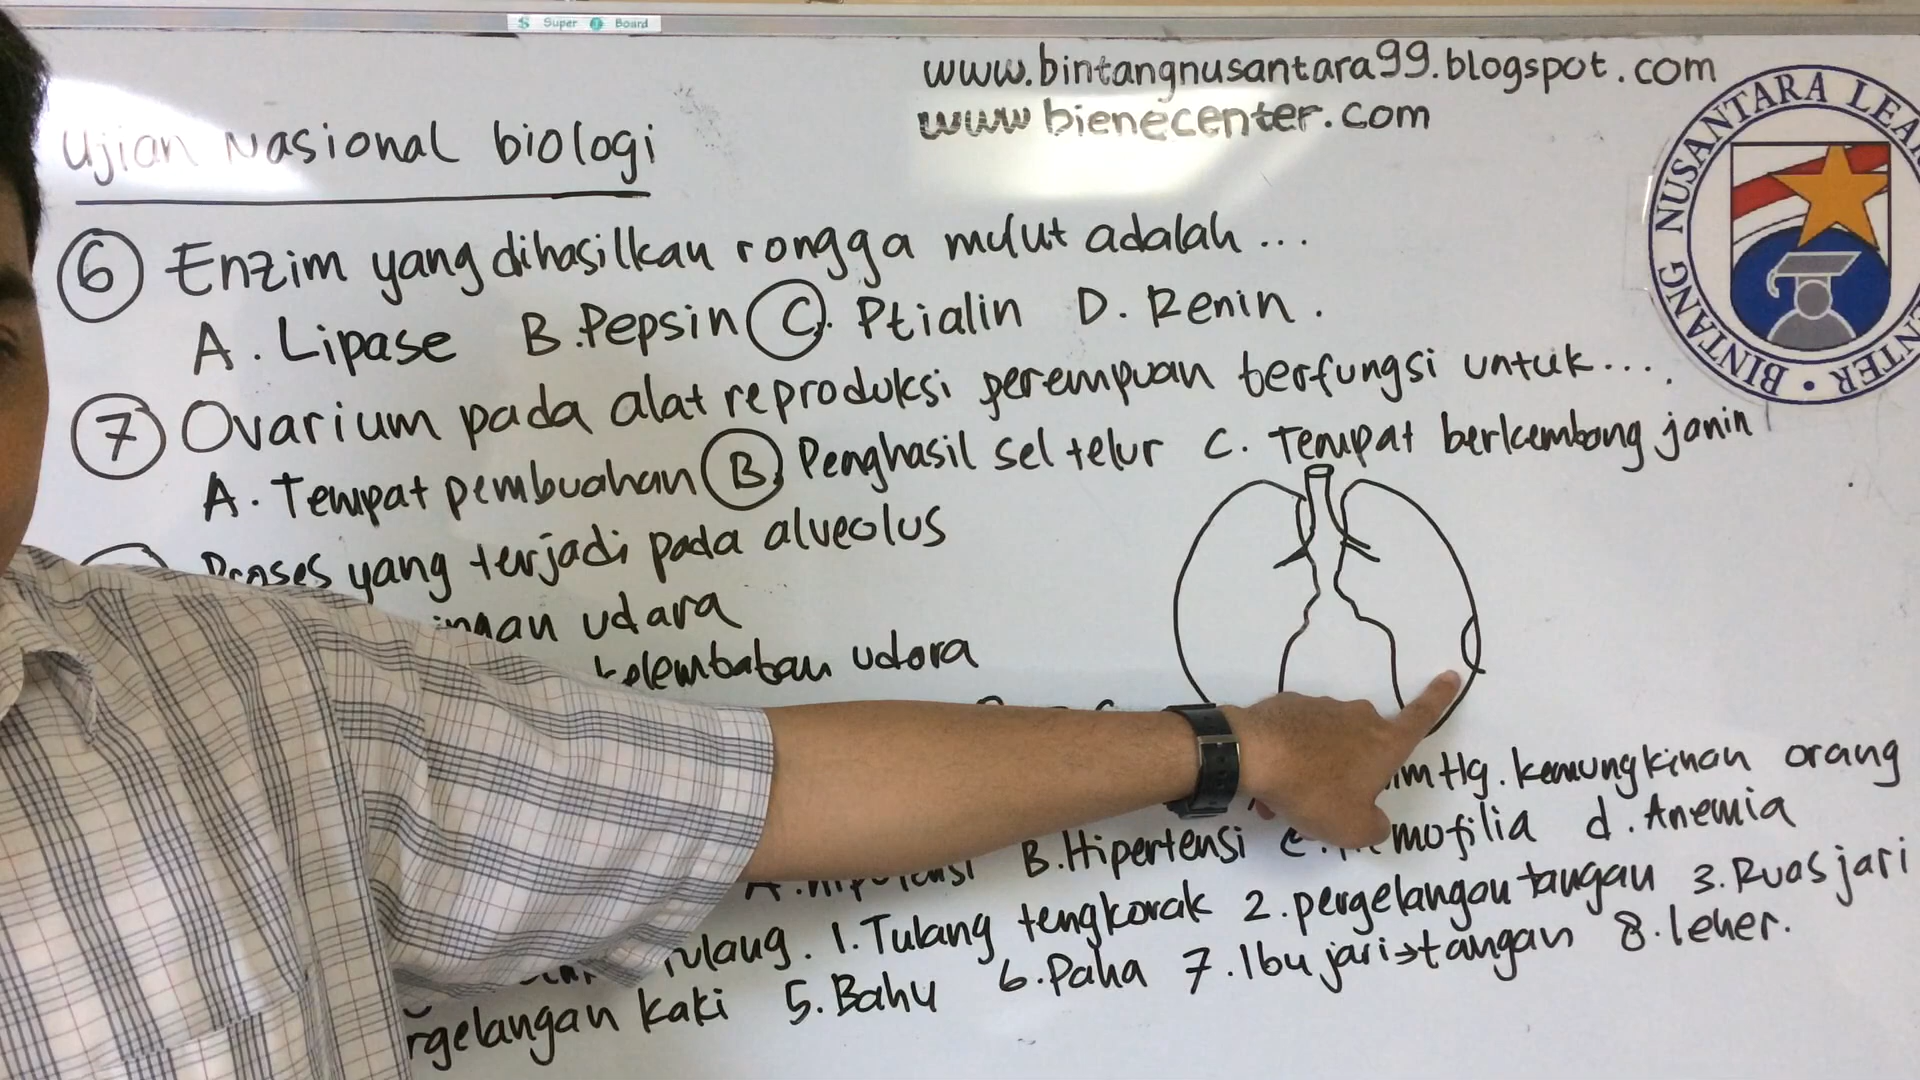 Super Board
www.bintangnusantara99.blogspot.com
www bienecenter.com
Ujian Nasional biologi
BINTANG NUSANTARA
6 Enzim yang dihasilkan rongga mulut adalah ...
A. Lipase B. Pepsin C. Ptialin D. Renin.
7 Ovarium pada alat reproduksi perempuan berfungsi untuk....
A. Tempat pembuahan B. Penghasil sel telur C. Tempat berkembang janin
Proses yang terjadi pada alveolus
udara
kelembaban udara
mmHg. kemungkinan orang
B. Hipertensi d. Anemia
1. Tulang tengkorak 2. pergelangan tangan 3. Ruas jari
kaki 5. Bahu 6. Paha 7. Ibu jari→tangan 8. leher.